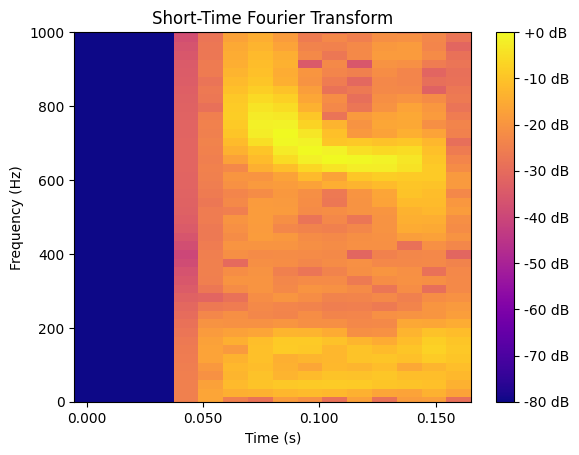 Short-Time Fourier Transform
Frequency (Hz)
1000
800
600
400
200
0
0.000
0.050
0.100
0.150
Time (s)
+0 dB
-10 dB
-20 dB
-30 dB
-40 dB
-50 dB
-60 dB
-70 dB
-80 dB